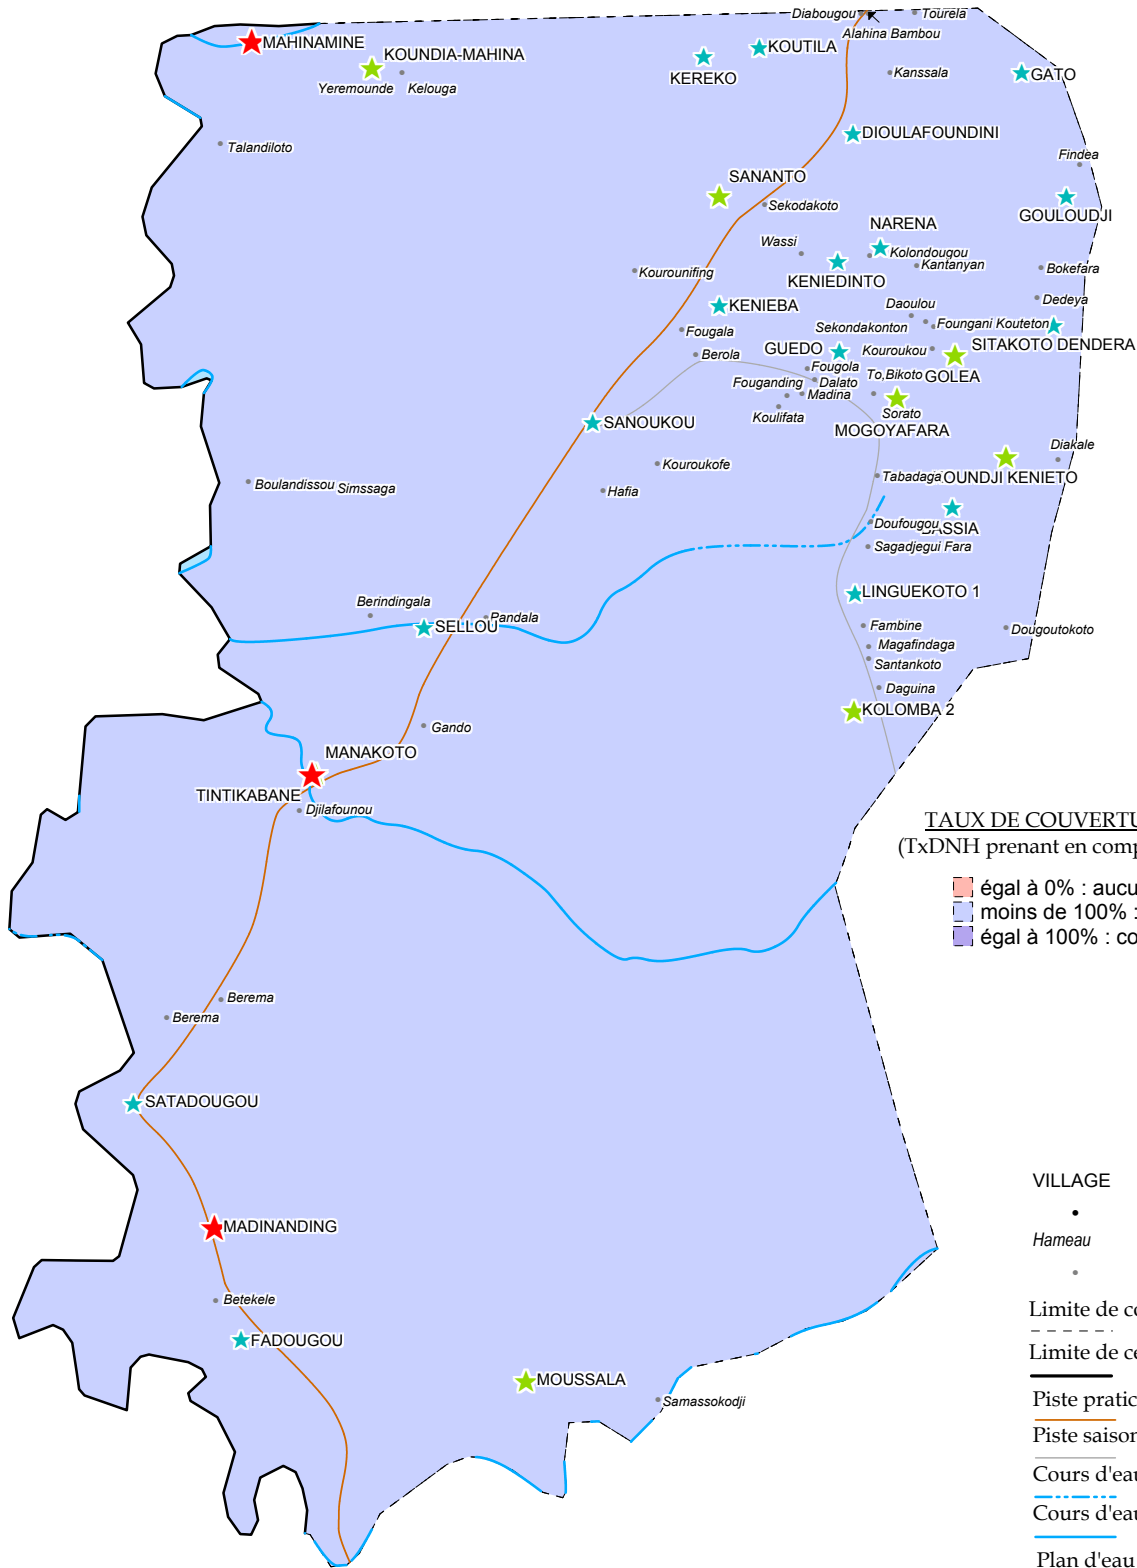 Diabougou
Tourela
Alahina Bambou
MAHINAMINE
KOUNDIA-MAHINA
KOUTILA
KEREKO
Kanssala
GATO
Yeremounde
Kelouga
DIOULAFOUNDINI
Talandiloto
Findea
SANANTO
Sekodakoto
GOULOUDJI
NARENA
Wassi
Kolondougou
Kantanyan
KENIEDINTO
Bokefara
Kourounifing
Dedeya
KENIEBA
Daoulou
Sekondakonton
Foungani Kouteton
Fougala
SITAKOTO DENDERA
GUEDO
Kouroukou
Berola
Fougola
To,Bikoto
GOLEA
Fouganding
Dalato
Madina
Koulifata
Sorato
SANOUKOU
MOGOYAFARA
Diakale
Kouroukofe
Tabadaga
OUNDJI KENIETO
Boulandissou
Simssaga
Hafia
Doufougou
BASSIA
Sagadjegui Fara
LINGUEKOTO 1
Berindingala
Pandala
SELLOU
Fambine
Dougoutokoto
Magafindaga
Santankoto
Daguina
KOLOMBA 2
Gando
MANAKOTO
TINTIKABANE
Djilafounou
TAUX DE COUVERTU
(TxDNH prenant en comp
égal à 0% : aucu
moins de 100% :
égal à 100% : co
Berema
Berema
SATADOUGOU
VILLAGE
MADINANDING
Hameau
Betekele
Limite de co
FADOUGOU
Limite de ce
MOUSSALA
Samassokodji
Piste pratic
Piste saison
Cours d'eau
Cours d'eau
Plan d'eau